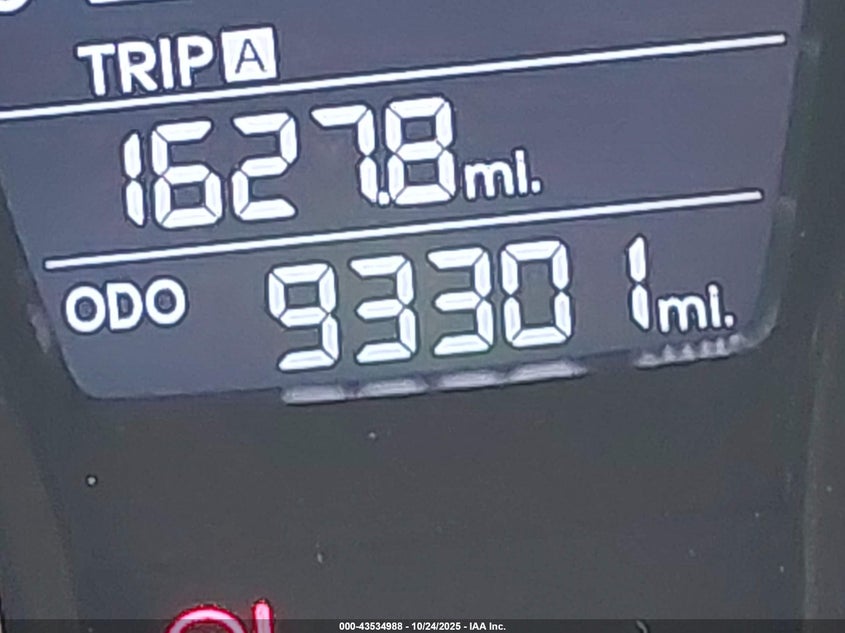 TRIP A
1627.8 mi.
ODO 93301 mi.
000-43534988 - 10/24/2025 - IAA Inc.